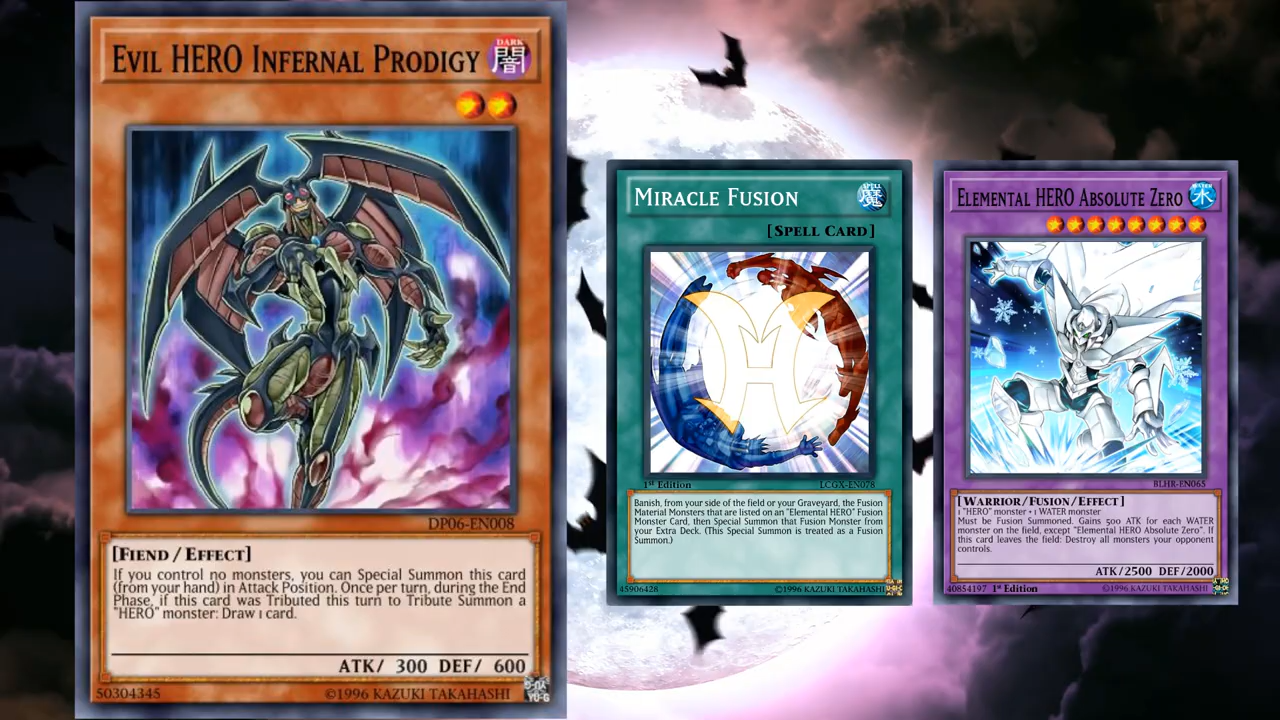 Evil HERO Infernal Prodigy
DARK
闇
DP06-EN008
[Fiend / Effect]
If you control no monsters, you can Special Summon this card
(from your hand) in Attack Position. Once per turn, during the End
Phase, if this card was Tributed this turn to Tribute Summon a
"HERO" monster: Draw 1 card.
ATK/ 300 DEF/ 600
50304345
©1996 KAZUKI TAKAHASHI
Miracle Fusion
SPELL
魔
[Spell Card]
1st Edition
LCGX-EN078
Banish, from your side of the field or your Graveyard, the Fusion
Material Monsters that are listed on an "Elemental HERO" Fusion
Monster Card, then Special Summon that Fusion Monster from
your Extra Deck. (This Special Summon is treated as a Fusion
Summon.)
45906428
©1996 KAZUKI TAKAHASHI
Elemental HERO Absolute Zero
WATER
水
BLHR-EN065
[Warrior/Fusion/Effect]
1 "HERO" monster + 1 WATER monster
Must be Fusion Summoned. Gains 500 ATK for each WATER
monster on the field, except "Elemental HERO Absolute Zero". If
this card leaves the field: Destroy all monsters your opponent
controls.
ATK/2500 DEF/2000
40854197 1st Edition
©1996 KAZUKI TAKAHASHI